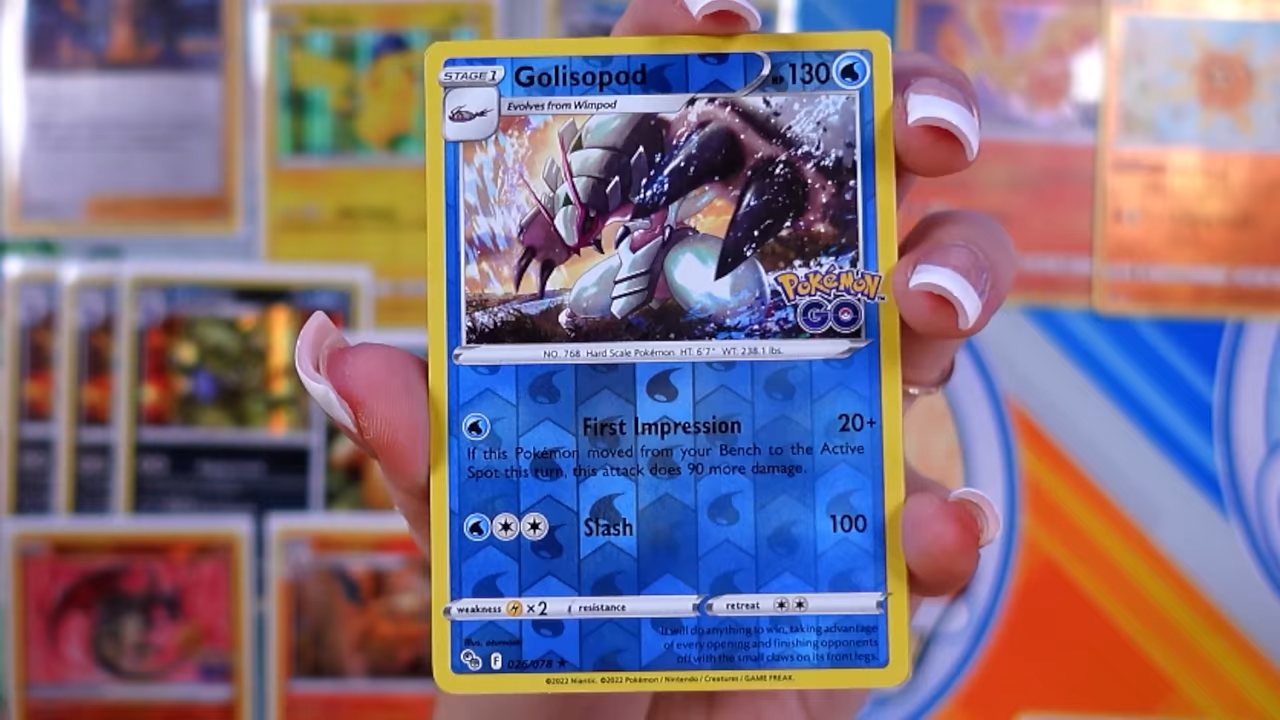 STAGE 1
Golisopod
HP 130
Evolves from Wimpod
Pokémon
GO
NO. 768 Hard Scale Pokémon HT: 6'7" WT: 238.1 lbs.
First Impression 20+
If this Pokémon moved from your Bench to the Active
Spot this turn, this attack does 90 more damage.
Slash 100
weakness ×2 resistance retreat
Illus.
It will do anything to win, taking advantage
of every opening and finishing opponents
off with the small claws on its front legs.
F 026/078 ★
©2022 Niantic. ©2022 Pokémon / Nintendo / Creatures / GAME FREAK.